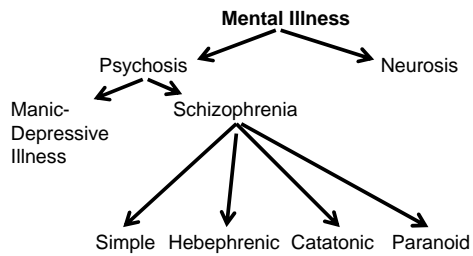 Mental Illness
Psychosis
Neurosis
Manic-
Depressive
Illness
Schizophrenia
Simple
Hebephrenic
Catatonic
Paranoid